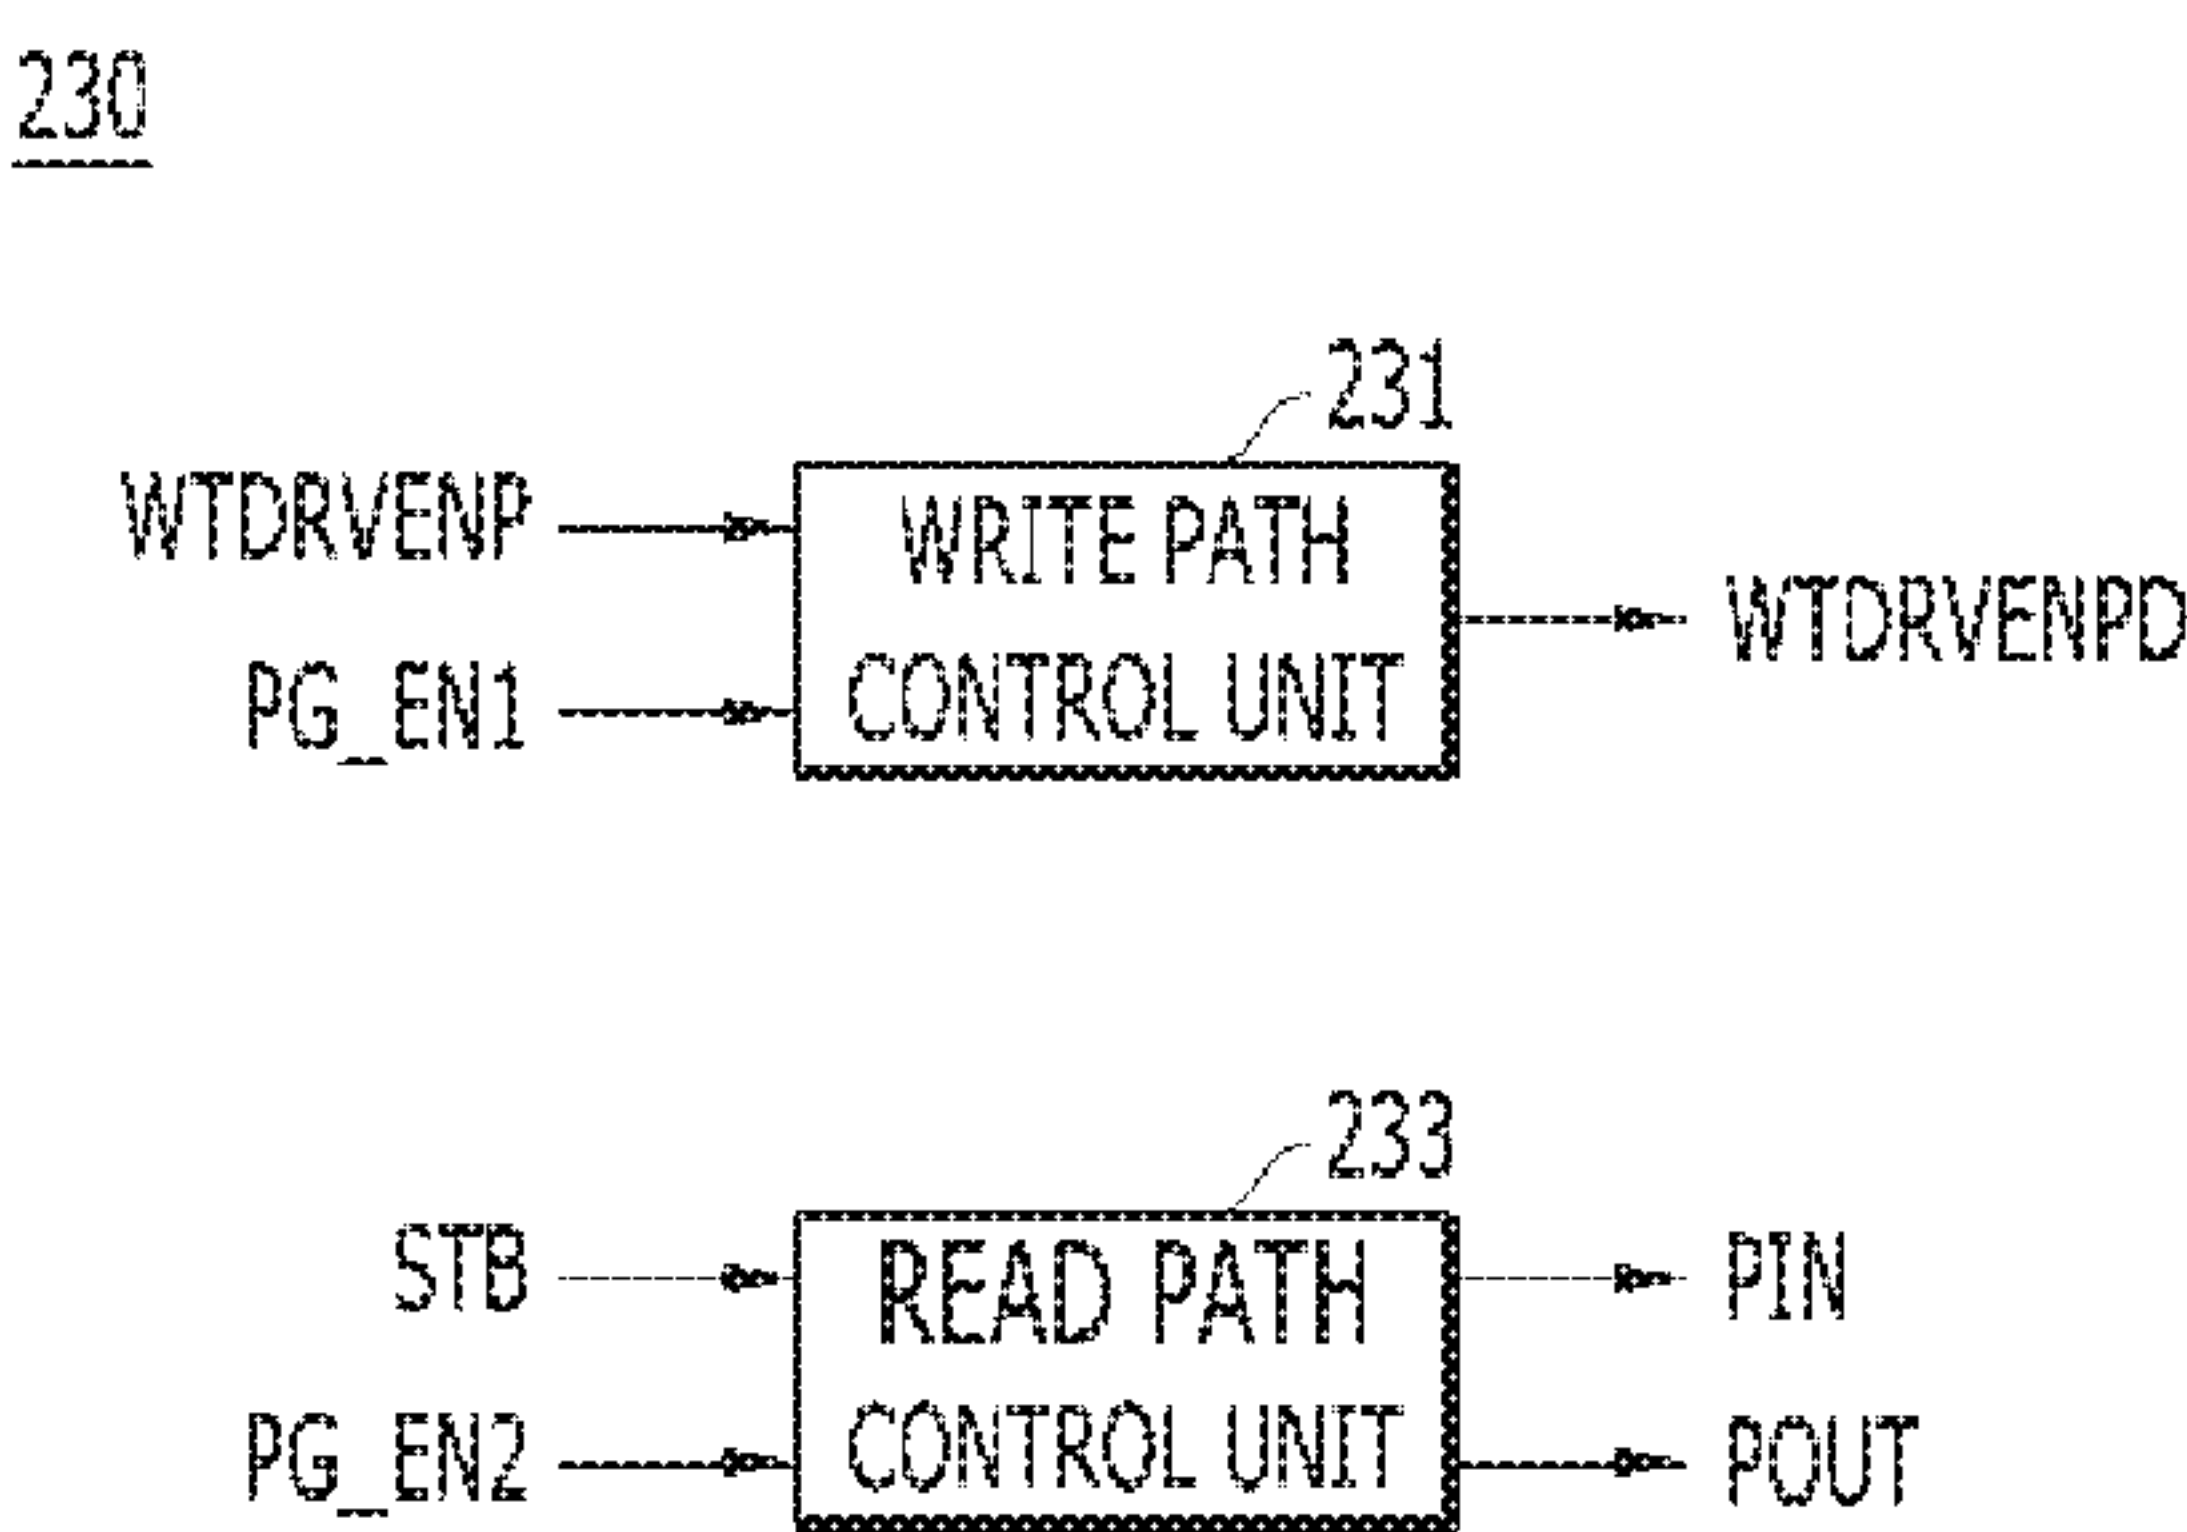 230
231
WTDRVENP
WRITE PATH
CONTROL UNIT
PG_EN1
WTDRVENPD
233
STB
READ PATH
PIN
PG_EN2
CONTROL UNIT
POUT